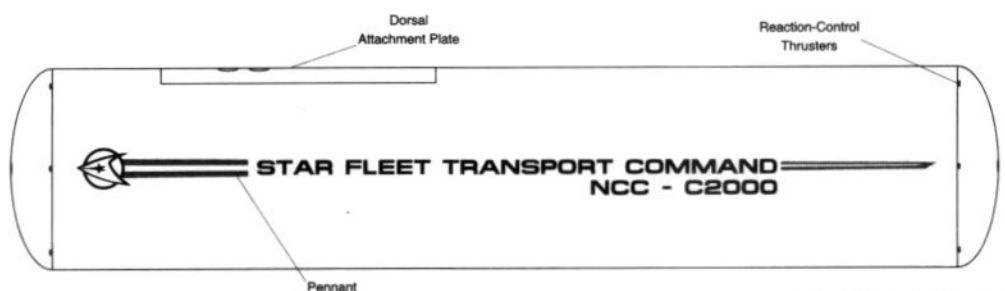 Dorsal
Attachment Plate
Reaction-Control
Thrusters
STAR FLEET TRANSPORT COMMAND
NCC - C2000
Pennant